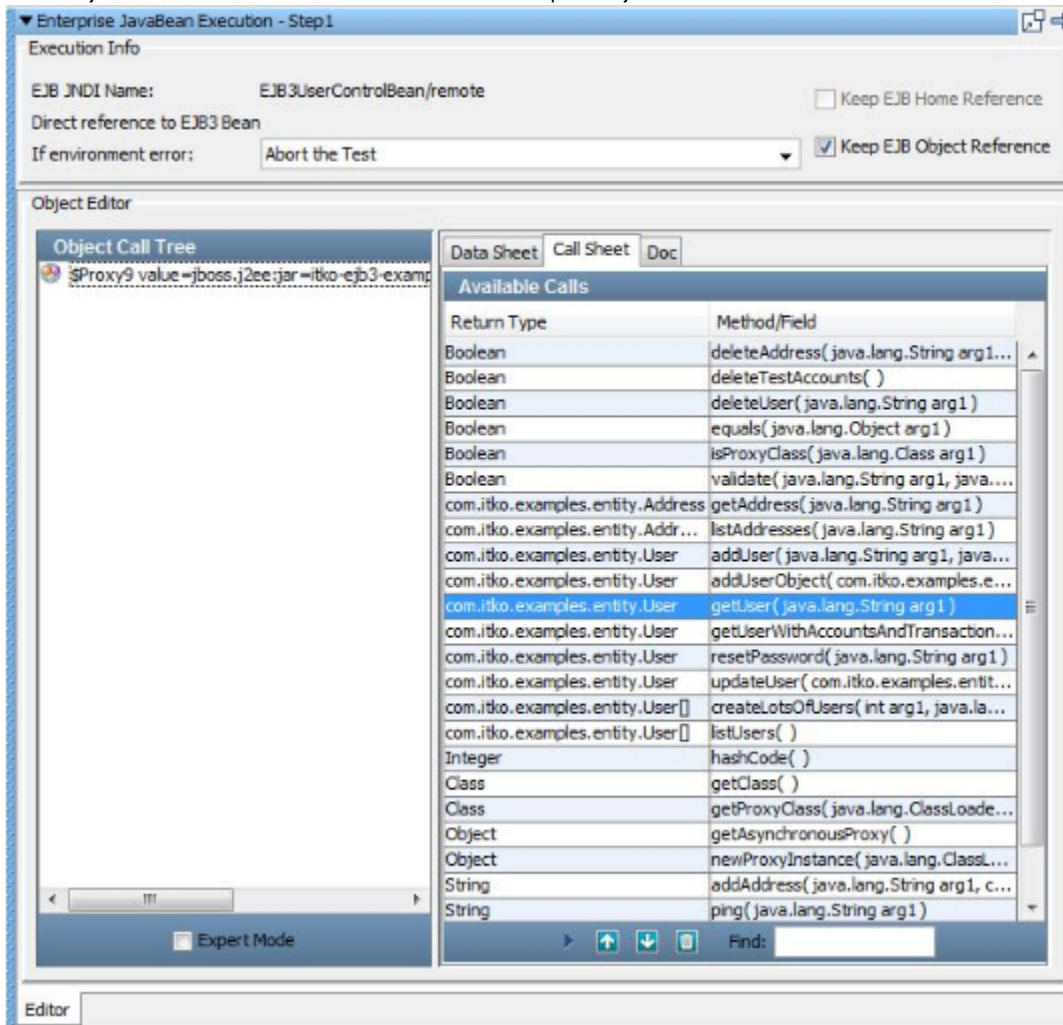 Enterprise JavaBean Execution - Step1
Execution Info
EJB JNDI Name: EJB3UserControlBean/remote
Keep EJB Home Reference
Direct reference to EJB3 Bean
If environment error: Abort the Test
Keep EJB Object Reference
Object Editor
Object Call Tree
$Proxy9 value=jboss.j2ee:jar=itko-ejb3-examp
Data Sheet Call Sheet Doc
Available Calls
Return Type Method/Field
Boolean deleteAddress( java.lang.String arg1...
Boolean deleteTestAccounts( )
Boolean deleteUser( java.lang.String arg1 )
Boolean equals( java.lang.Object arg1 )
Boolean isProxyClass( java.lang.Class arg1 )
Boolean validate( java.lang.String arg1, java....
com.itko.examples.entity.Address getAddress( java.lang.String arg1 )
com.itko.examples.entity.Addr... listAddresses( java.lang.String arg1 )
com.itko.examples.entity.User addUser( java.lang.String arg1, java...
com.itko.examples.entity.User addUserObject( com.itko.examples.e...
com.itko.examples.entity.User getUser( java.lang.String arg1 )
com.itko.examples.entity.User getUserWithAccountsAndTransaction...
com.itko.examples.entity.User resetPassword( java.lang.String arg1 )
com.itko.examples.entity.User updateUser( com.itko.examples.entit...
com.itko.examples.entity.User[] createLotsOfUsers( int arg1, java.la...
com.itko.examples.entity.User[] listUsers( )
Integer hashCode( )
Class getClass( )
Class getProxyClass( java.lang.ClassLoade...
Object getAsynchronousProxy( )
Object newProxyInstance( java.lang.ClassL...
String addAddress( java.lang.String arg1, c...
String ping( java.lang.String arg1 )
Expert Mode
Find:
Editor